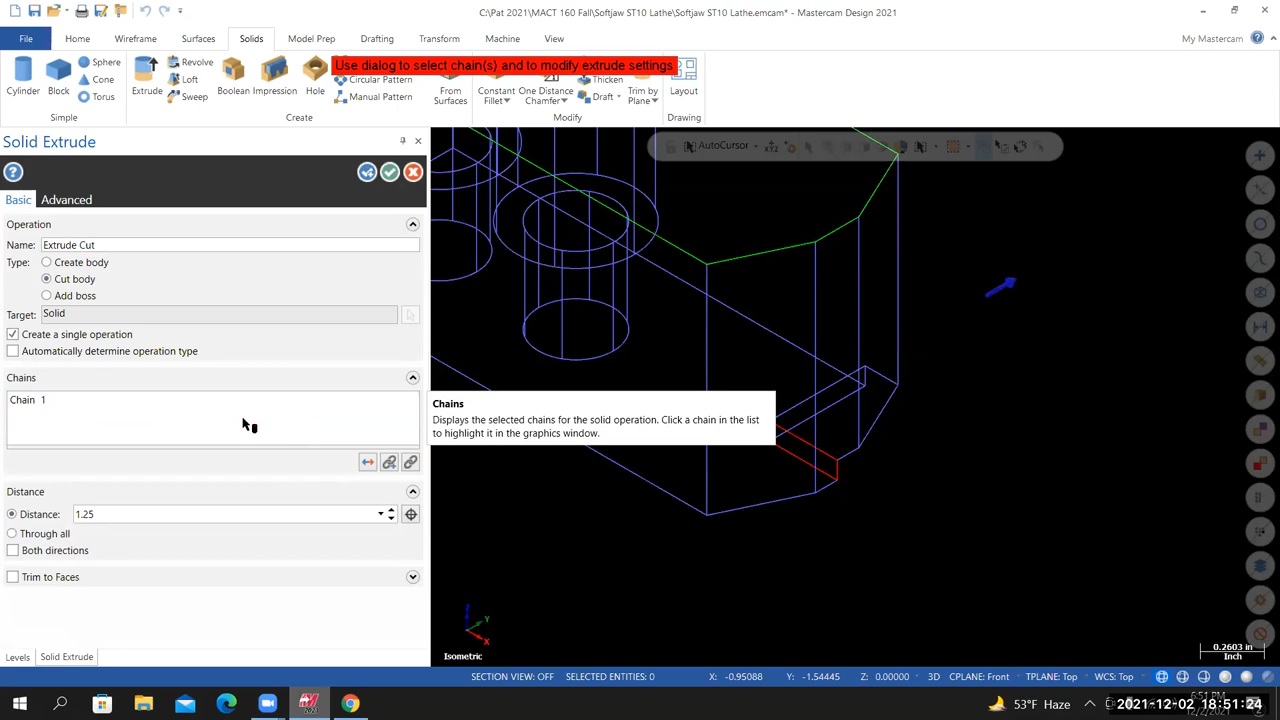 C:\Pat 2021\MACT 160 Fall\Softjaw ST10 Lathe\Softjaw ST10 Lathe.emcam* - Mastercam Design 2021
File Home Wireframe Surfaces Solids Model Prep Drafting Transform Machine View My Mastercam
Use dialog to select chain(s) and to modify extrude settings
Cylinder Block Sphere Cone Torus
Simple
Extrude Revolve Loft Sweep Boolean Impression Hole Circular Pattern Manual Pattern From Surfaces
Create
Constant Fillet One Distance Chamfer Thicken Draft Trim by Plane
Modify
Layout
Drawing
Solid Extrude
Basic Advanced
Operation
Name: Extrude Cut
Type: Create body
Cut body
Add boss
Target: Solid
Create a single operation
Automatically determine operation type
Chains
Chain 1
Distance
Distance: 1.25
Through all
Both directions
Trim to Faces
Levels Solid Extrude
AutoCursor
Chains
Displays the selected chains for the solid operation. Click a chain in the list
to highlight it in the graphics window.
Z
Y
X
Isometric
0.2603 in
Inch
SECTION VIEW: OFF SELECTED ENTITIES: 0 X: -0.95088 Y: -1.54445 Z: 0.00000 3D CPLANE: Front TPLANE: Top WCS: Top
53°F Haze
6:51 PM
2021-12-02 18:51:24
12/2/2021